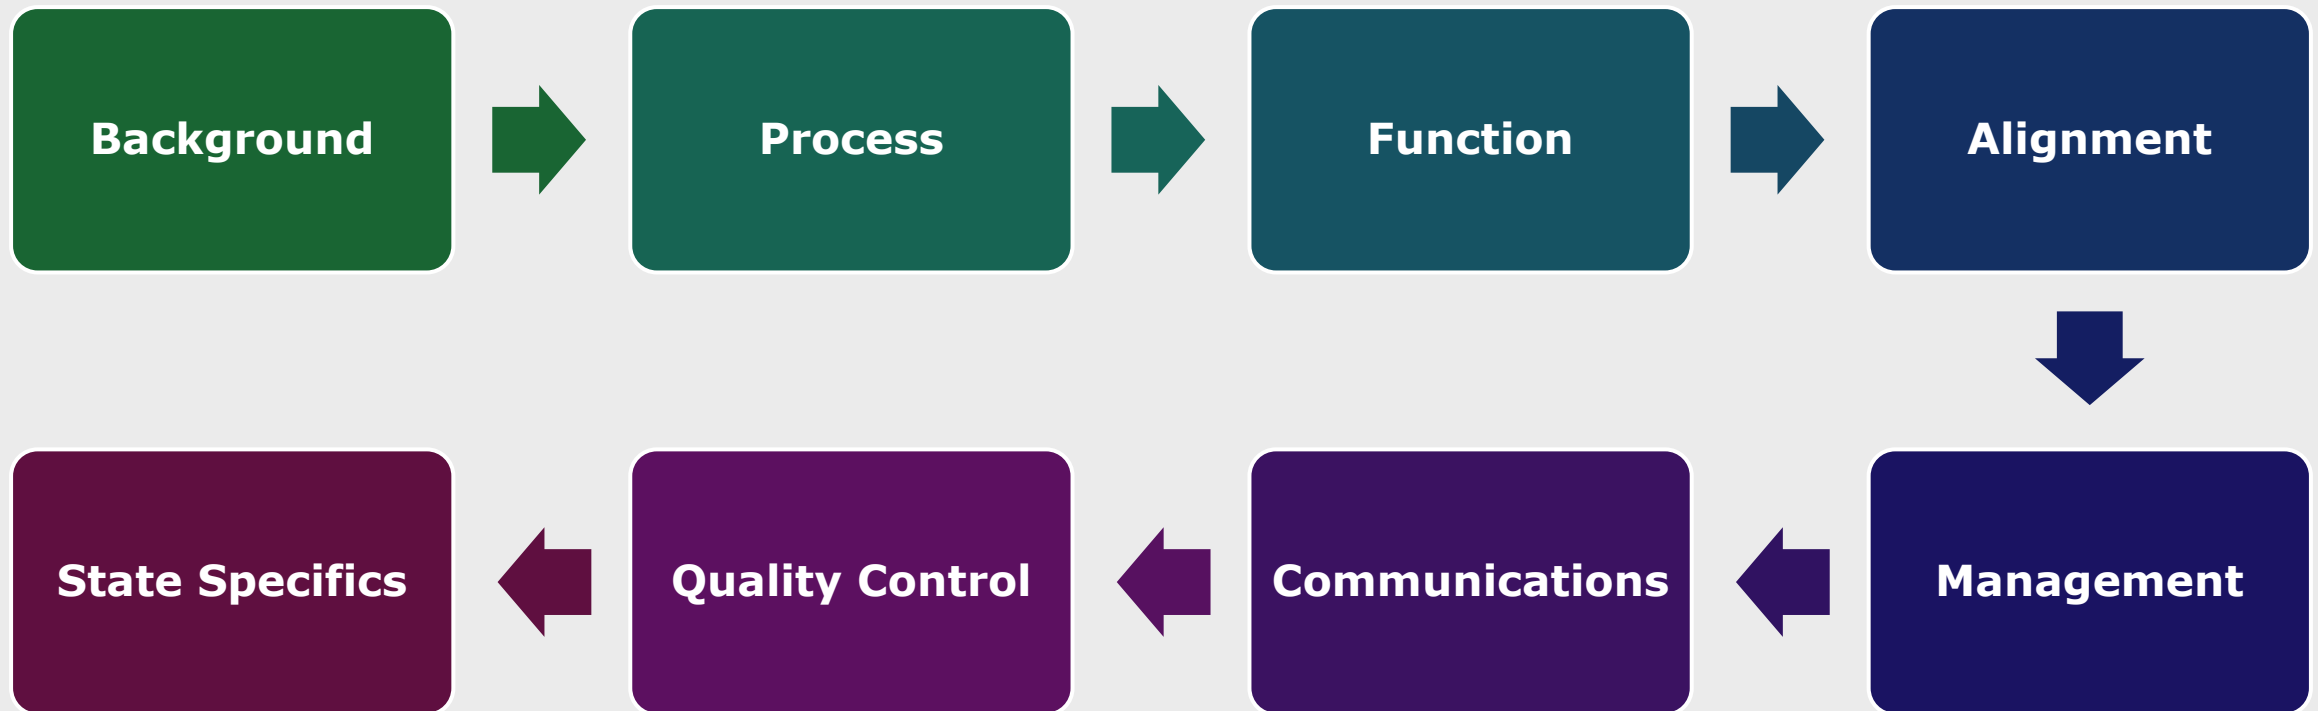 Background
Process
Function
Alignment
Management
Communications
Quality Control
State Specifics